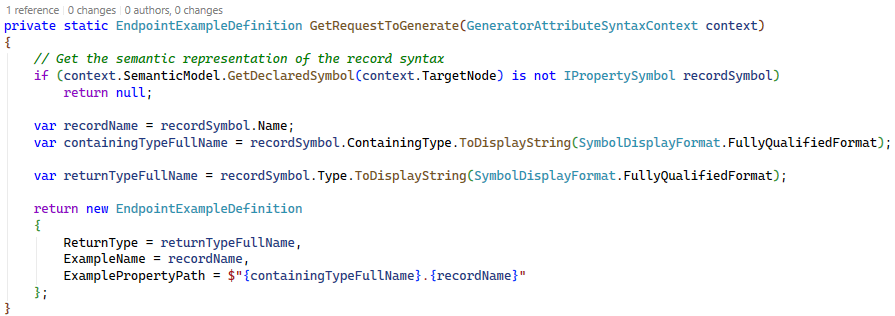 1 reference | 0 changes | 0 authors, 0 changes
private static EndpointExampleDefinition GetRequestToGenerate(GeneratorAttributeSyntaxContext context)
{
    // Get the semantic representation of the record syntax
    if (context.SemanticModel.GetDeclaredSymbol(context.TargetNode) is not IPropertySymbol recordSymbol)
        return null;

    var recordName = recordSymbol.Name;
    var containingTypeFullName = recordSymbol.ContainingType.ToDisplayString(SymbolDisplayFormat.FullyQualifiedFormat);

    var returnTypeFullName = recordSymbol.Type.ToDisplayString(SymbolDisplayFormat.FullyQualifiedFormat);

    return new EndpointExampleDefinition
    {
        ReturnType = returnTypeFullName,
        ExampleName = recordName,
        ExamplePropertyPath = $"{containingTypeFullName}.{recordName}"
    };
}